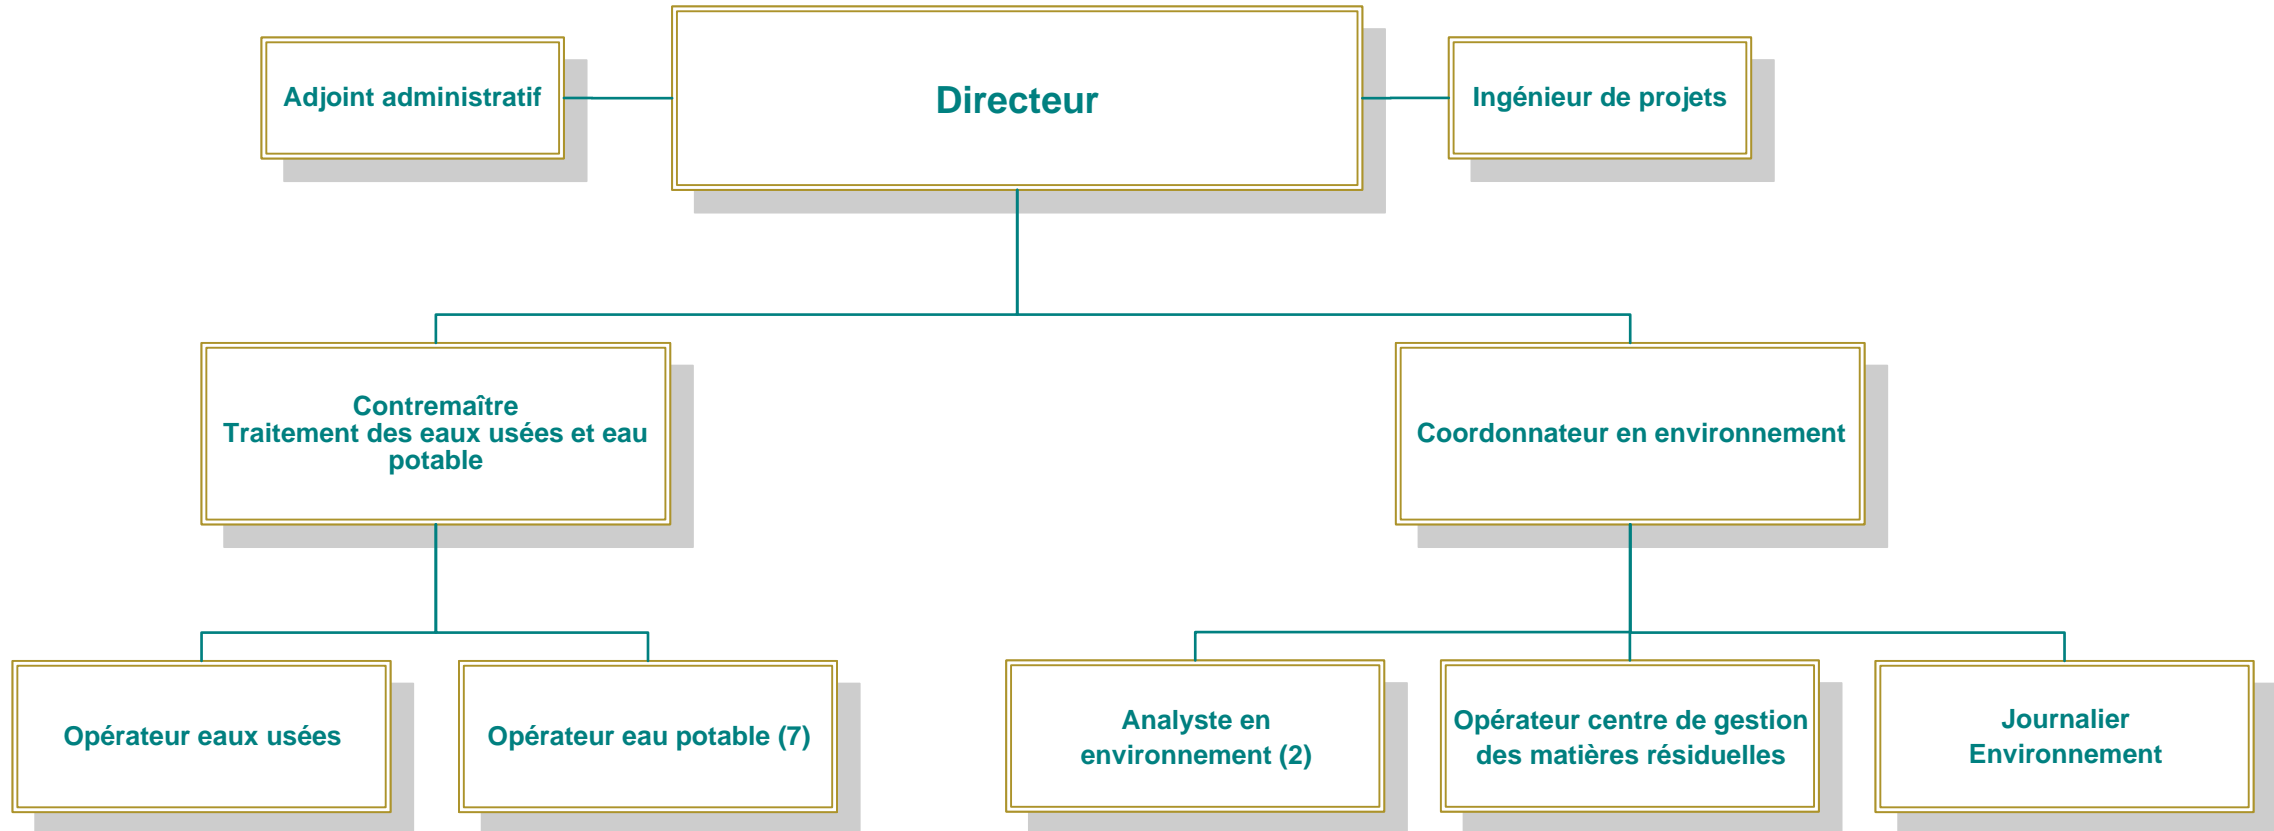 Adjoint administratif
Directeur
Ingénieur de projets
Contremaître
Traitement des eaux usées et eau
potable
Coordonnateur en environnement
Opérateur eaux usées
Opérateur eau potable (7)
Analyste en
environnement (2)
Opérateur centre de gestion
des matières résiduelles
Journalier
Environnement